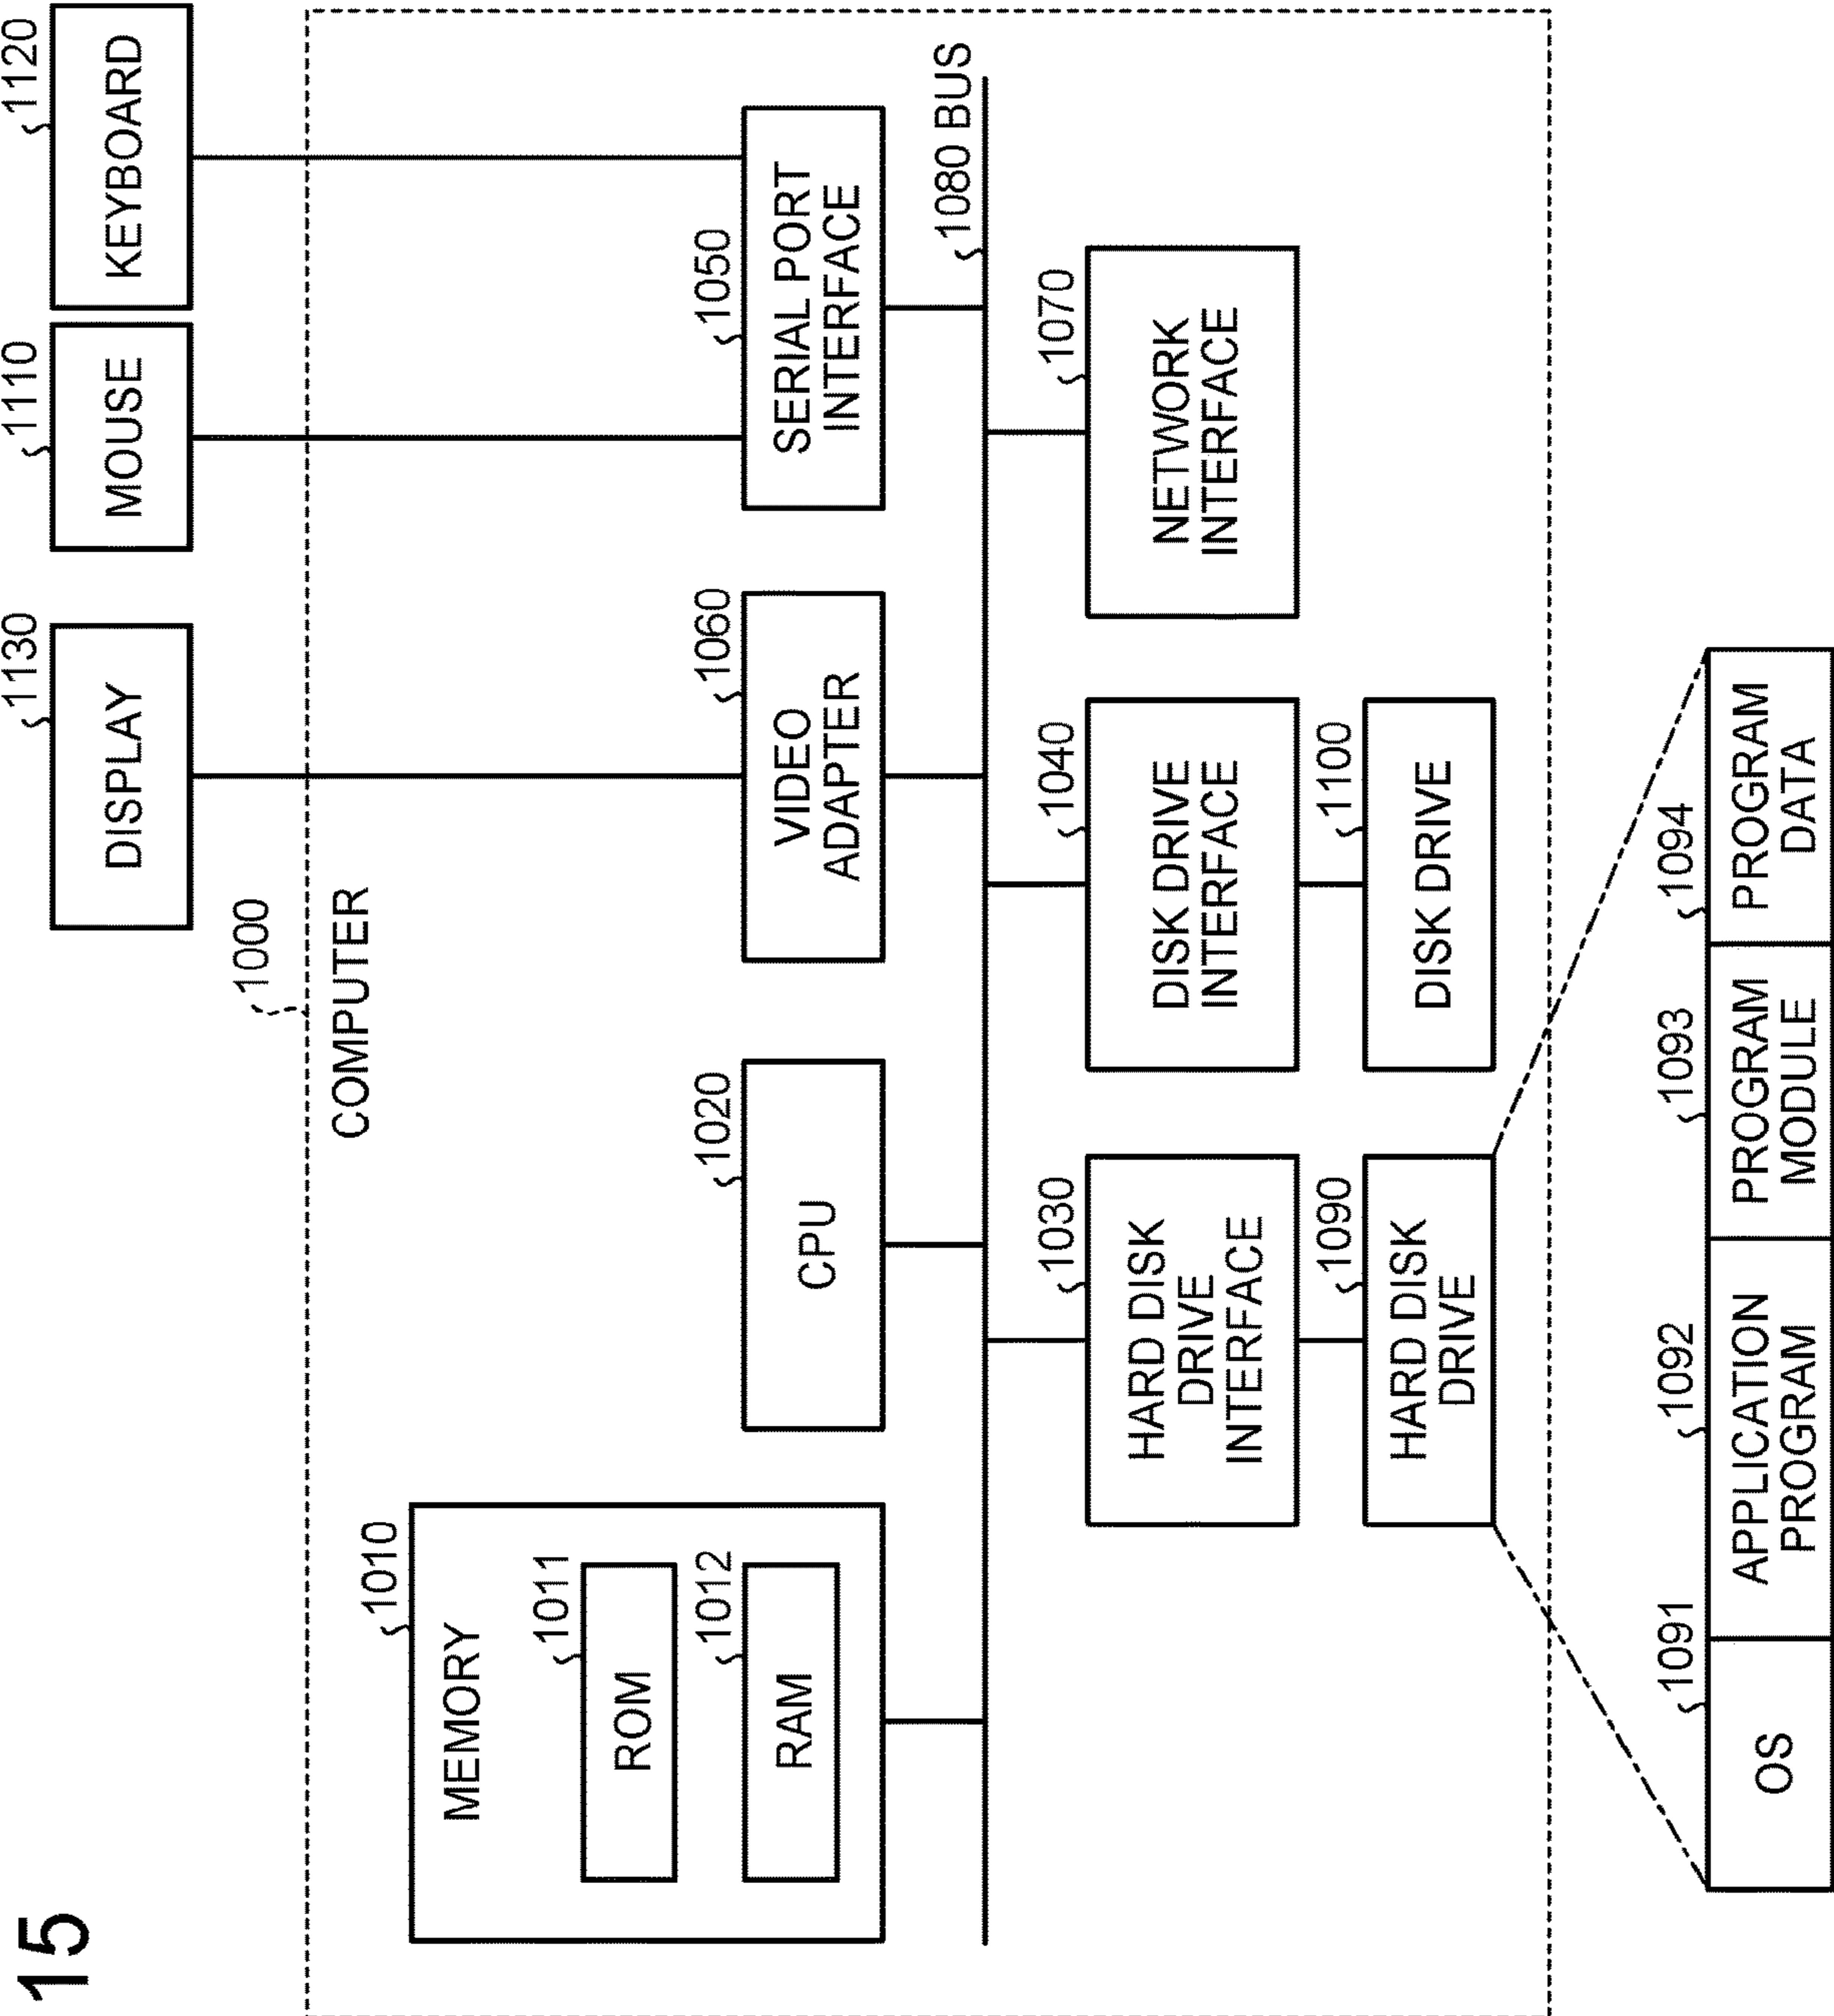 15
1000
COMPUTER
1010
MEMORY
1011
ROM
1012
RAM
1020
CPU
1130
DISPLAY
1110
MOUSE
1120
KEYBOARD
1060
VIDEO
ADAPTER
1050
SERIAL PORT
INTERFACE
1080 BUS
1030
HARD DISK
DRIVE
INTERFACE
1040
DISK DRIVE
INTERFACE
1070
NETWORK
INTERFACE
1090
HARD DISK
DRIVE
1100
DISK DRIVE
1091
OS
1092
APPLICATION
PROGRAM
1093
PROGRAM
MODULE
1094
PROGRAM
DATA